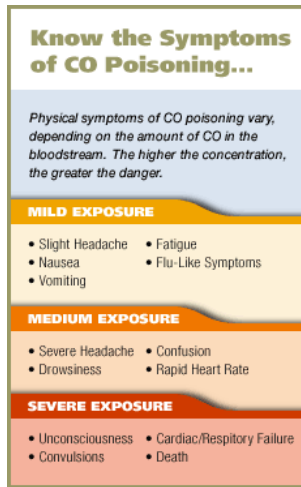 Know the Symptoms
of CO Poisoning...
Physical symptoms of CO poisoning vary,
depending on the amount of CO in the
bloodstream. The higher the concentration,
the greater the danger.
MILD EXPOSURE
• Slight Headache • Fatigue
• Nausea • Flu-Like Symptoms
• Vomiting
MEDIUM EXPOSURE
• Severe Headache • Confusion
• Drowsiness • Rapid Heart Rate
SEVERE EXPOSURE
• Unconsciousness • Cardiac/Respitory Failure
• Convulsions • Death